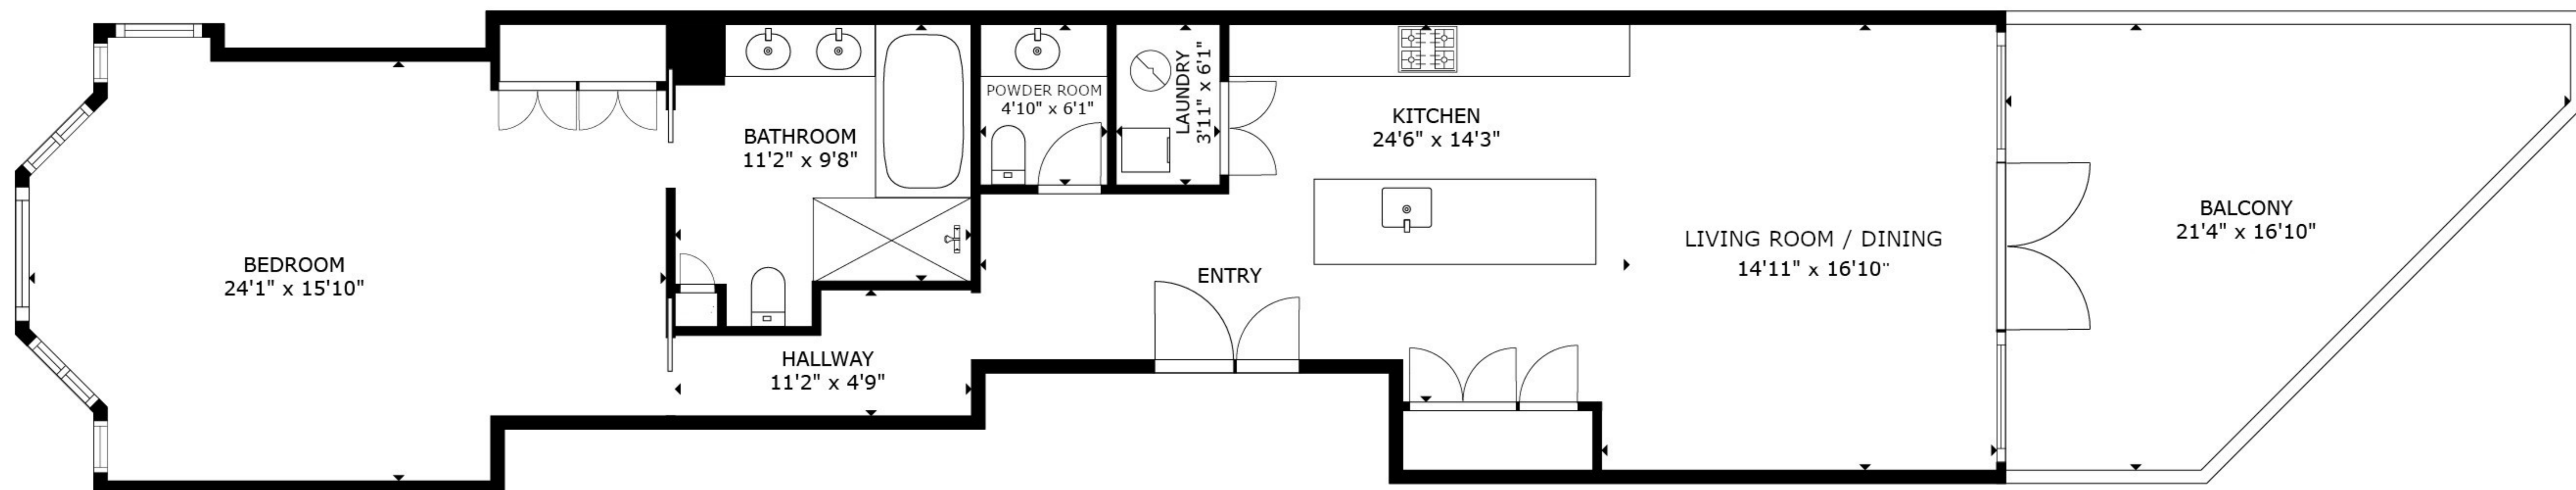 BEDROOM
24'1" x 15'10"
BATHROOM
11'2" x 9'8"
HALLWAY
11'2" x 4'9"
POWDER ROOM
4'10" x 6'1"
LAUNDRY
3'11" x 6'1"
ENTRY
KITCHEN
24'6" x 14'3"
LIVING ROOM / DINING
14'11" x 16'10"
BALCONY
21'4" x 16'10"